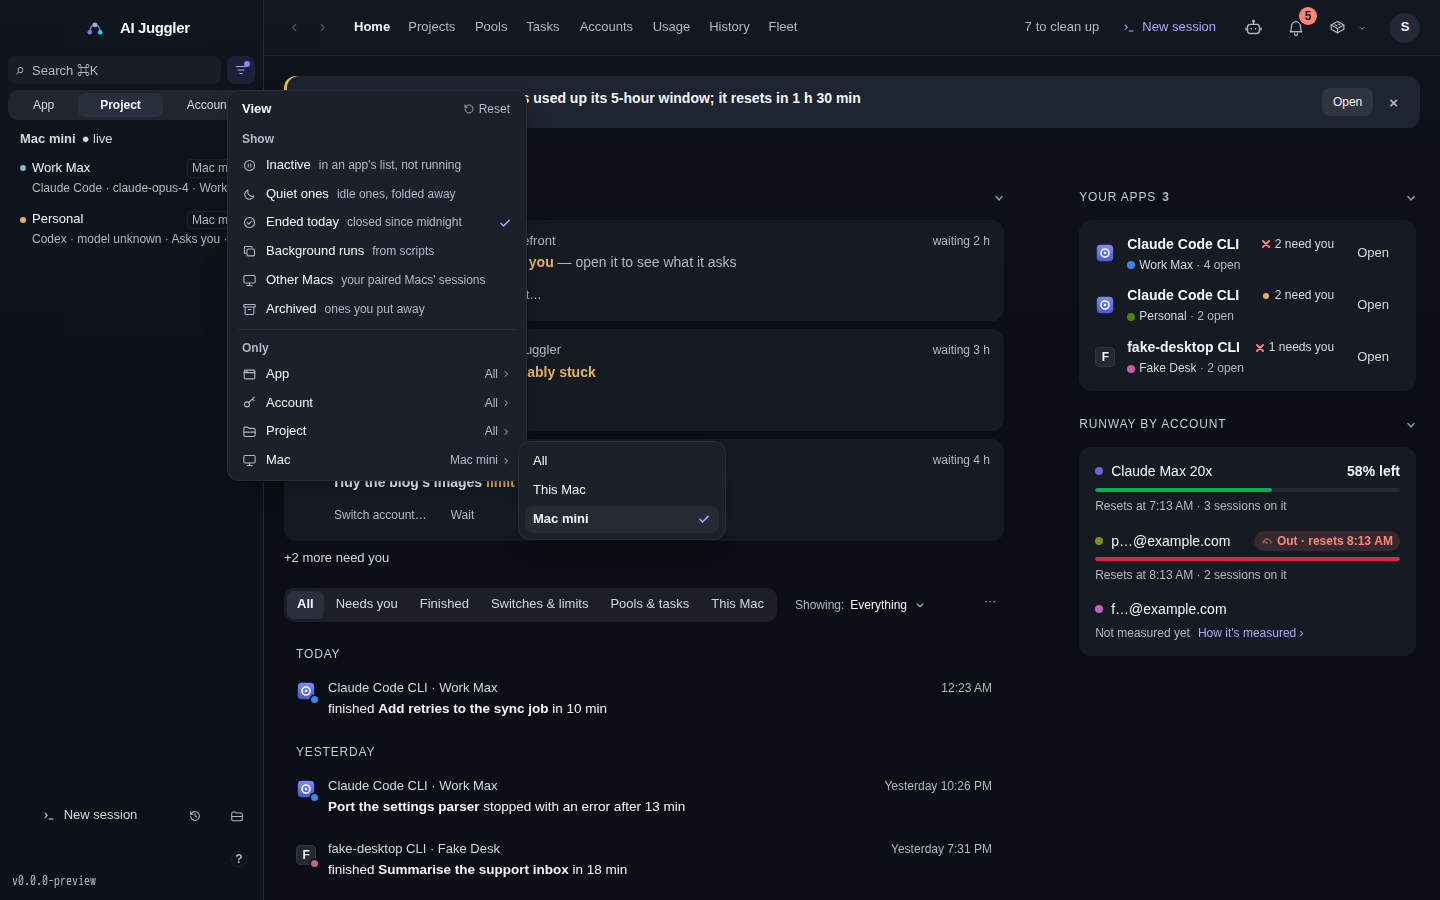 AI Juggler
Search ⌘K
App Project Accoun
Mac mini ● live
Work Max Mac m
Claude Code · claude-opus-4 · Work
Personal Mac m
Codex · model unknown · Asks you ·
New session
?
v0.0.0-preview
Home Projects Pools Tasks Accounts Usage History Fleet
7 to clean up
New session
5
S
s used up its 5-hour window; it resets in 1 h 30 min
Open ×
View Reset
Show
Inactive in an app's list, not running
Quiet ones idle ones, folded away
Ended today closed since midnight
Background runs from scripts
Other Macs your paired Macs' sessions
Archived ones you put away
Only
App All
Account All
Project All
Mac Mac mini
All
This Mac
Mac mini
efront waiting 2 h
you — open it to see what it asks
t…
uggler waiting 3 h
ably stuck
waiting 4 h
Tidy the blog's images limit
Switch account… Wait
+2 more need you
All Needs you Finished Switches & limits Pools & tasks This Mac
Showing: Everything
···
TODAY
Claude Code CLI · Work Max 12:23 AM
finished Add retries to the sync job in 10 min
YESTERDAY
Claude Code CLI · Work Max Yesterday 10:26 PM
Port the settings parser stopped with an error after 13 min
F
fake-desktop CLI · Fake Desk Yesterday 7:31 PM
finished Summarise the support inbox in 18 min
YOUR APPS 3
Claude Code CLI 2 need you
Work Max · 4 open
Open
Claude Code CLI 2 need you
Personal · 2 open
Open
F
fake-desktop CLI 1 needs you
Fake Desk · 2 open
Open
RUNWAY BY ACCOUNT
Claude Max 20x 58% left
Resets at 7:13 AM · 3 sessions on it
p…@example.com Out · resets 8:13 AM
Resets at 8:13 AM · 2 sessions on it
f…@example.com
Not measured yet How it's measured ›